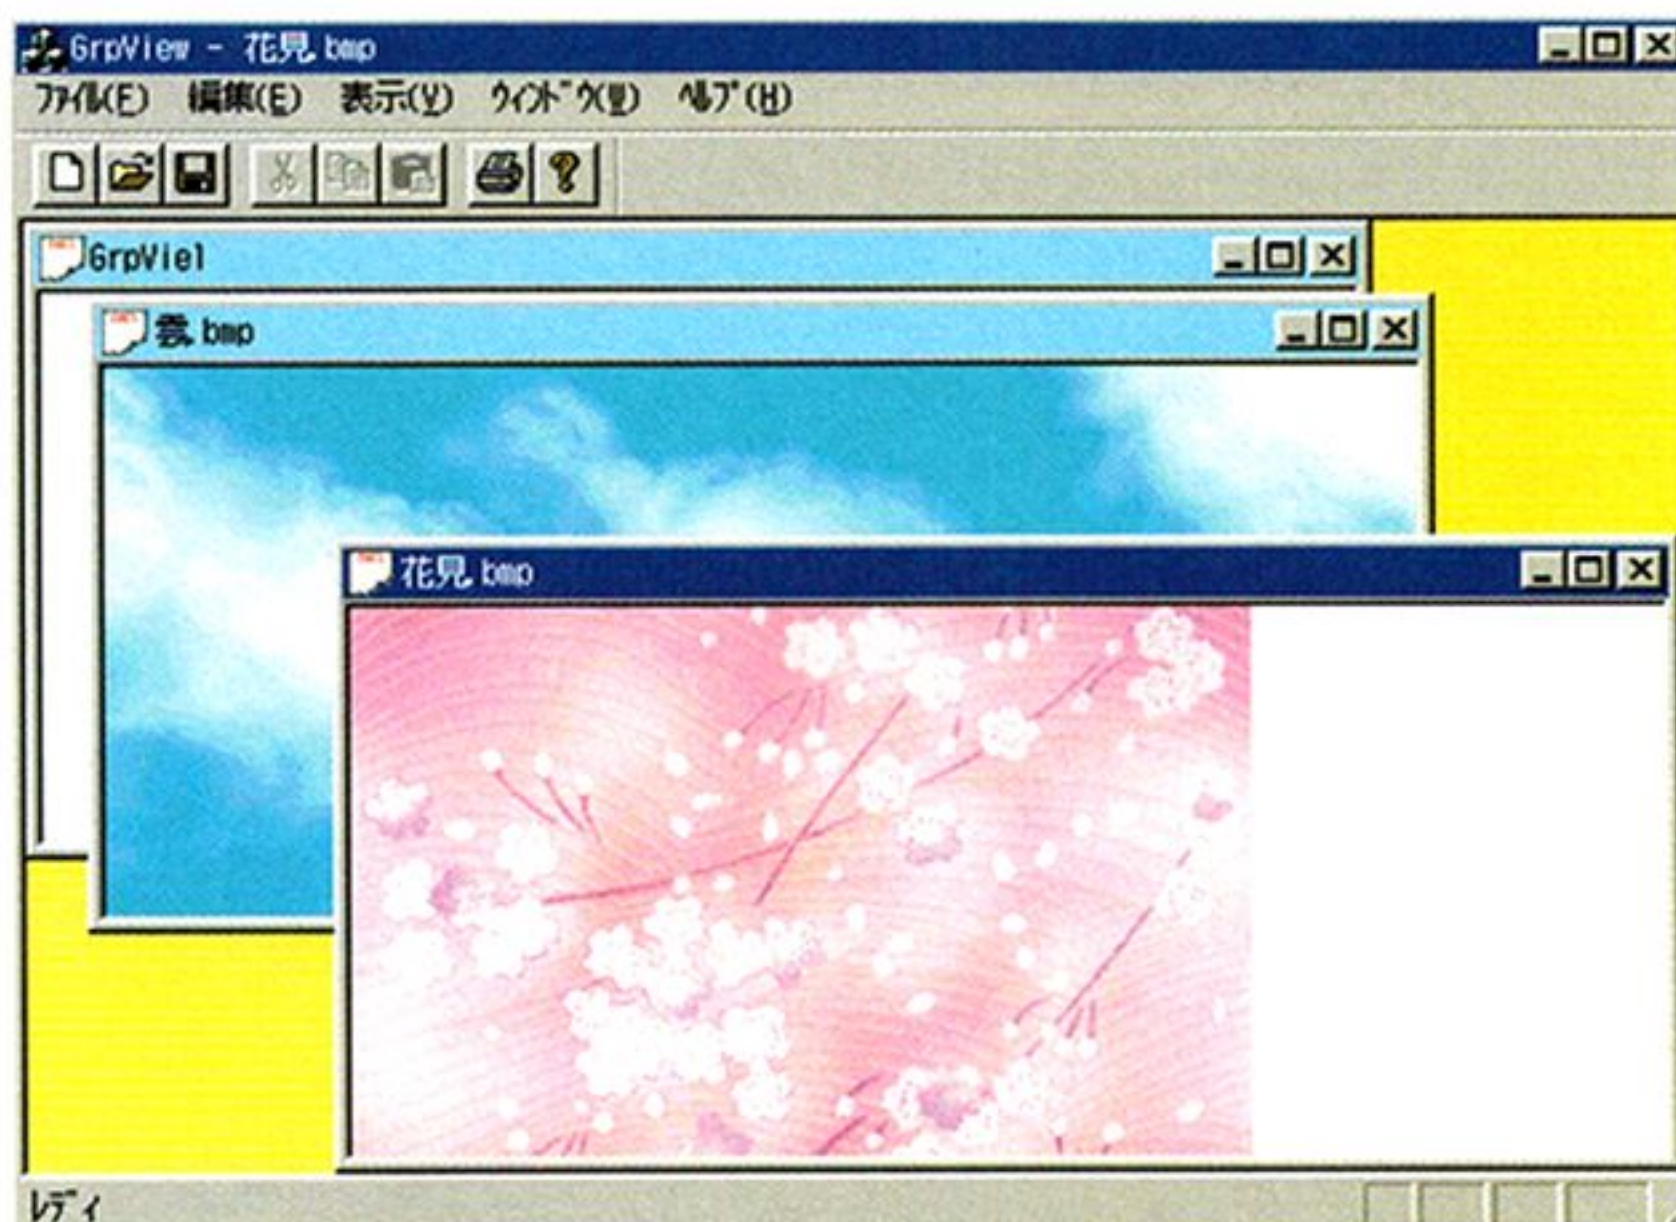 GrpView - 花見.bmp
ﾌｧｲﾙ(F) 編集(E) 表示(V) ｳｨﾝﾄﾞｳ(W) ﾍﾙﾌﾟ(H)
GrpVie1
雲.bmp
花見.bmp
ﾚﾃﾞｨ